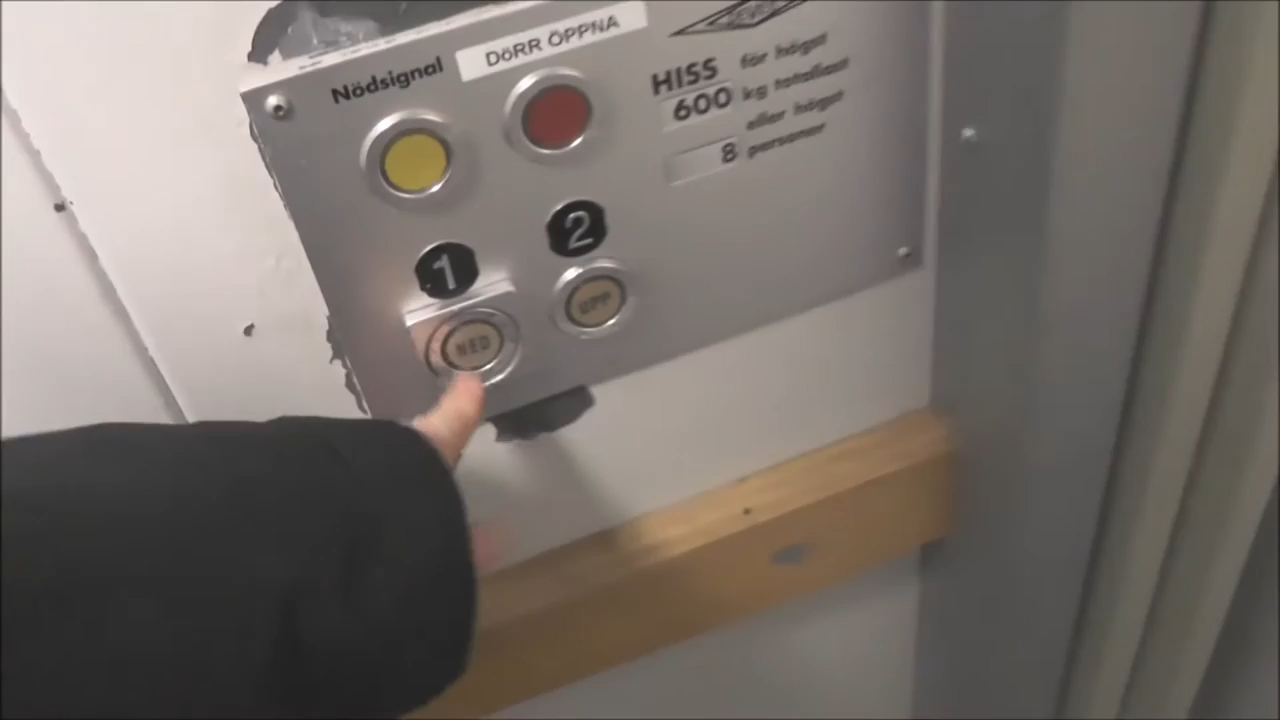 Nödsignal
DöRR ÖPPNA
HISS för högst
600 kg totallast
eller högst
8 personer
1
2
NED
UPP